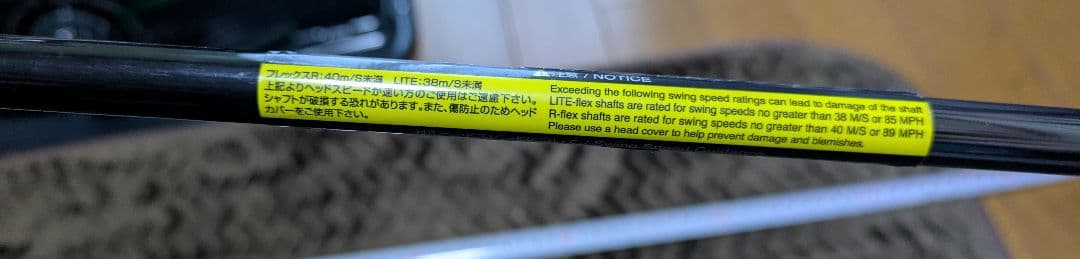 注意 / NOTICE
フレックスR:40m/S未満 LITE:38m/S未満
上記よりヘッドスピードが速い方のご使用はご遠慮下さい。
シャフトが破損する恐れがあります。また、傷防止のためヘッド
カバーをご使用下さい。
Exceeding the following swing speed ratings can lead to damage of the shaft
LITE-flex shafts are rated for swing speeds no greater than 38 M/S or 85 MPH
R-flex shafts are rated for swing speeds no greater than 40 M/S or 89 MPH
Please use a head cover to help prevent damage and blemishes.